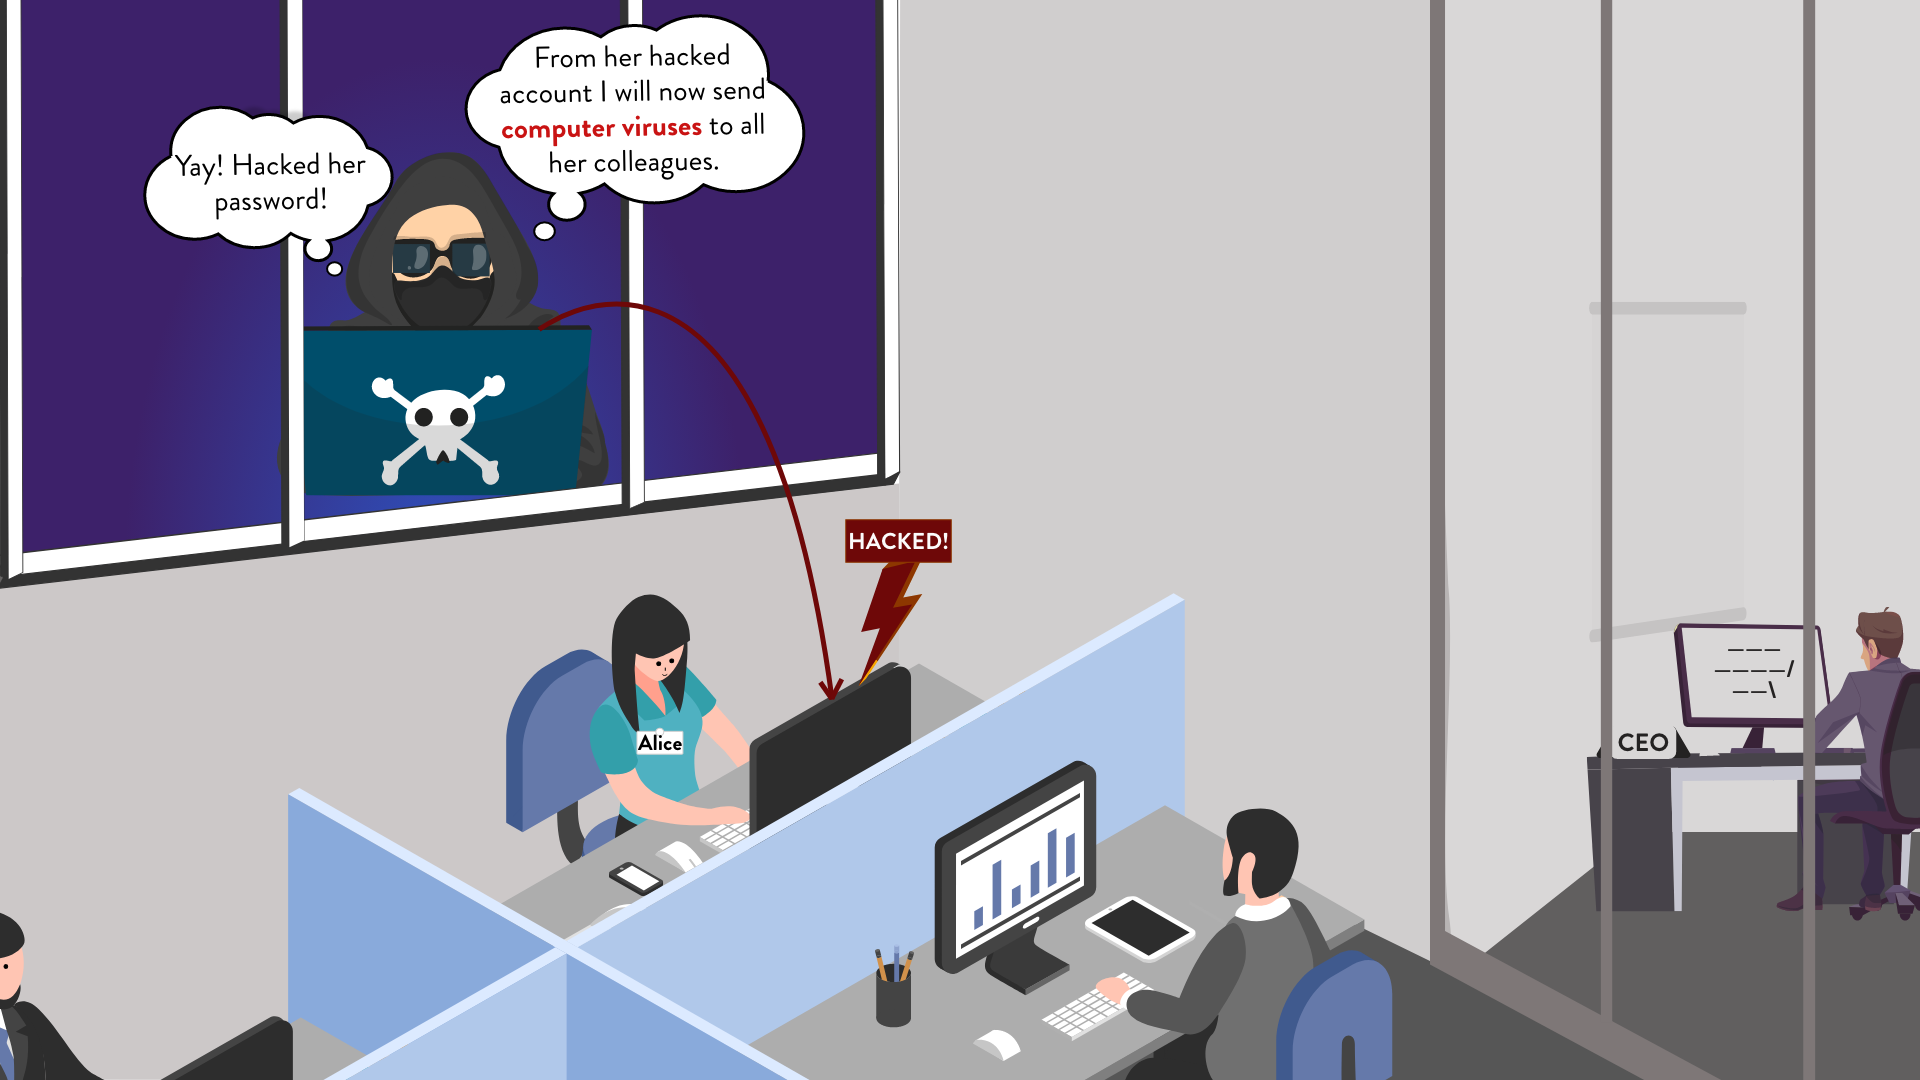 From her hacked
account I will now send
computer viruses to all
her colleagues.
Yay! Hacked her
password!
HACKED!
Alice
CEO